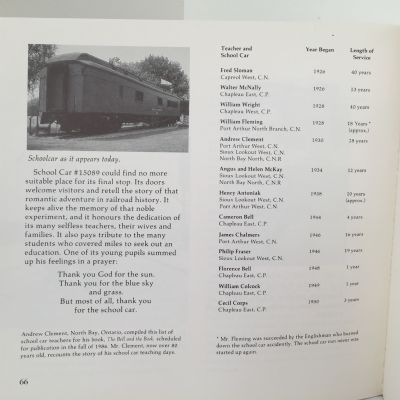 Schoolcar as it appears today.
School Car #15089 could find no more
suitable place for its final stop. Its doors
welcome visitors and retell the story of that
romantic adventure in railroad history. It
keeps alive the memory of that noble
experiment, and it honours the dedication
of its many selfless teachers, their wives and
families. It also pays tribute to the many
students who covered miles to seek out an
education. One of its young pupils summed
up his feelings in a prayer:
Thank you God for the sun.
Thank you for the blue sky
and grass.
But most of all, thank you
for the school car.
Andrew Clement, North Bay, Ontario, compiled this list of
school car teachers for his book, The Bell and the Book, scheduled
for publication in the fall of 1986. Mr. Clement, now over 80
years old, recounts the story of his school car teaching days.
66
Teacher and School Car Year Began Length of Service
Fred Sloman 1926 40 years
Capreol West, C.N.
Walter McNally 1926 33 years
Chapleau East, C.P.
William Wright 1928 40 years
Chapleau West, C.P.
William Fleming 1928 18 Years *
Port Arthur North Branch, C.N. (approx.)
Andrew Clement 1930 28 years
Port Arthur West, C.N.
Sioux Lookout West, C.N.
North Bay North, C.N.R
Angus and Helen McKay 1934 12 years
Sioux Lookout West, C.N.
North Bay North, C.N.R.
Henry Antoniak 1938 20 years
Sioux Lookout West, C.N. (approx.)
Port Arthur West, C.N.
Cameron Bell 1944 4 years
Chapleau East, C.P.
James Chalmers 1946 16 years
Port Arthur West, C.N.
Philip Fraser 1946 19 years
Sioux Lookout West, C.N.
Florence Bell 1948 1 year
Chapleau East, C.P.
William Colcock 1949 1 year
Chapleau East, C.P.
Cecil Corps 1950 3 years
Chapleau East, C.P.
* Mr. Fleming was succeeded by the Englishman who burned
down the school car accidently. The school car run never was
started up again.